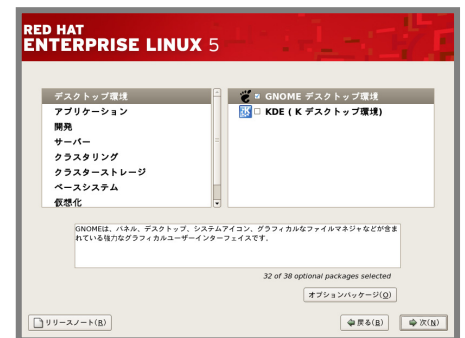 RED HAT
ENTERPRISE LINUX 5
デスクトップ環境
アプリケーション
開発
サーバー
クラスタリング
クラスターストレージ
ベースシステム
仮想化
GNOME デスクトップ環境
KDE ( K デスクトップ環境)
GNOMEは、パネル、デスクトップ、システムアイコン、グラフィカルなファイルマネジャなどが含ま
れている強力なグラフィカルユーザーインターフェイスです。
32 of 38 optional packages selected
オプションパッケージ(O)
リリースノート(R)
戻る(B)
次(N)